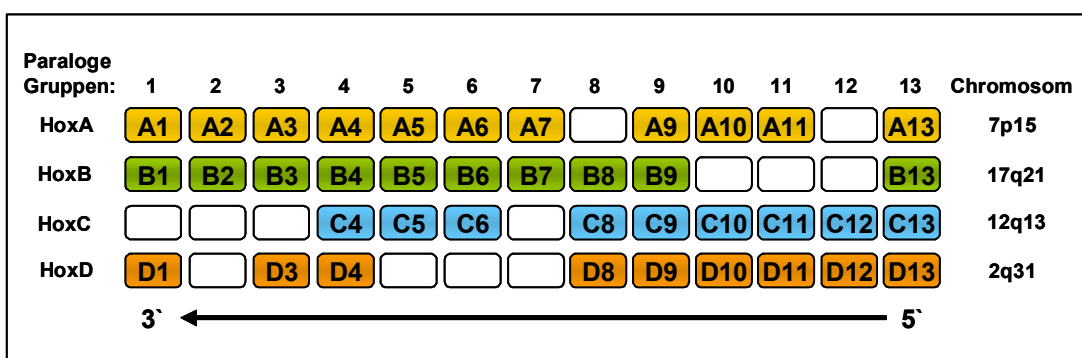 Paraloge
Gruppen: 1 2 3 4 5 6 7 8 9 10 11 12 13 Chromosom
HoxA A1 A2 A3 A4 A5 A6 A7 A9 A10 A11 A13 7p15
HoxB B1 B2 B3 B4 B5 B6 B7 B8 B9 B13 17q21
HoxC C4 C5 C6 C8 C9 C10 C11 C12 C13 12q13
HoxD D1 D3 D4 D8 D9 D10 D11 D12 D13 2q31
3` 5`